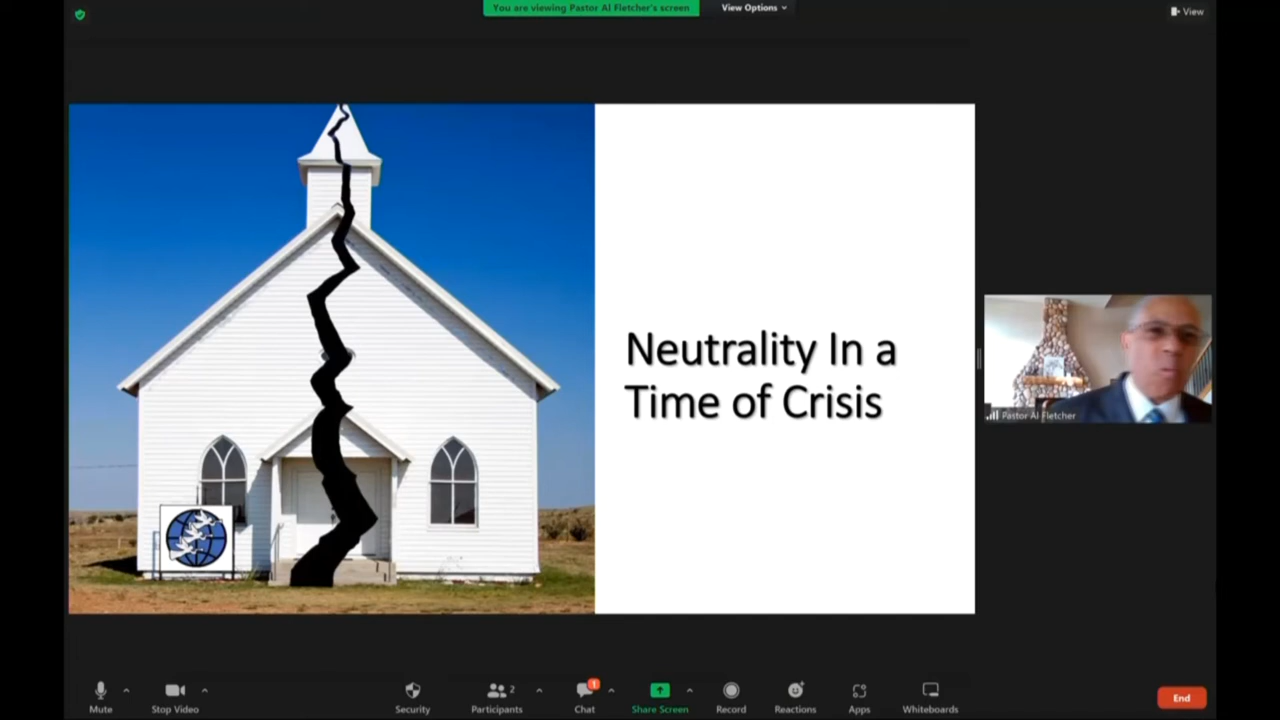 You are viewing Pastor Al Fletcher's screen
View Options
View
Neutrality In a
Time of Crisis
Pastor Al Fletcher
Mute
Stop Video
Security
Participants
2
Chat
1
Share Screen
Record
Reactions
Apps
Whiteboards
End